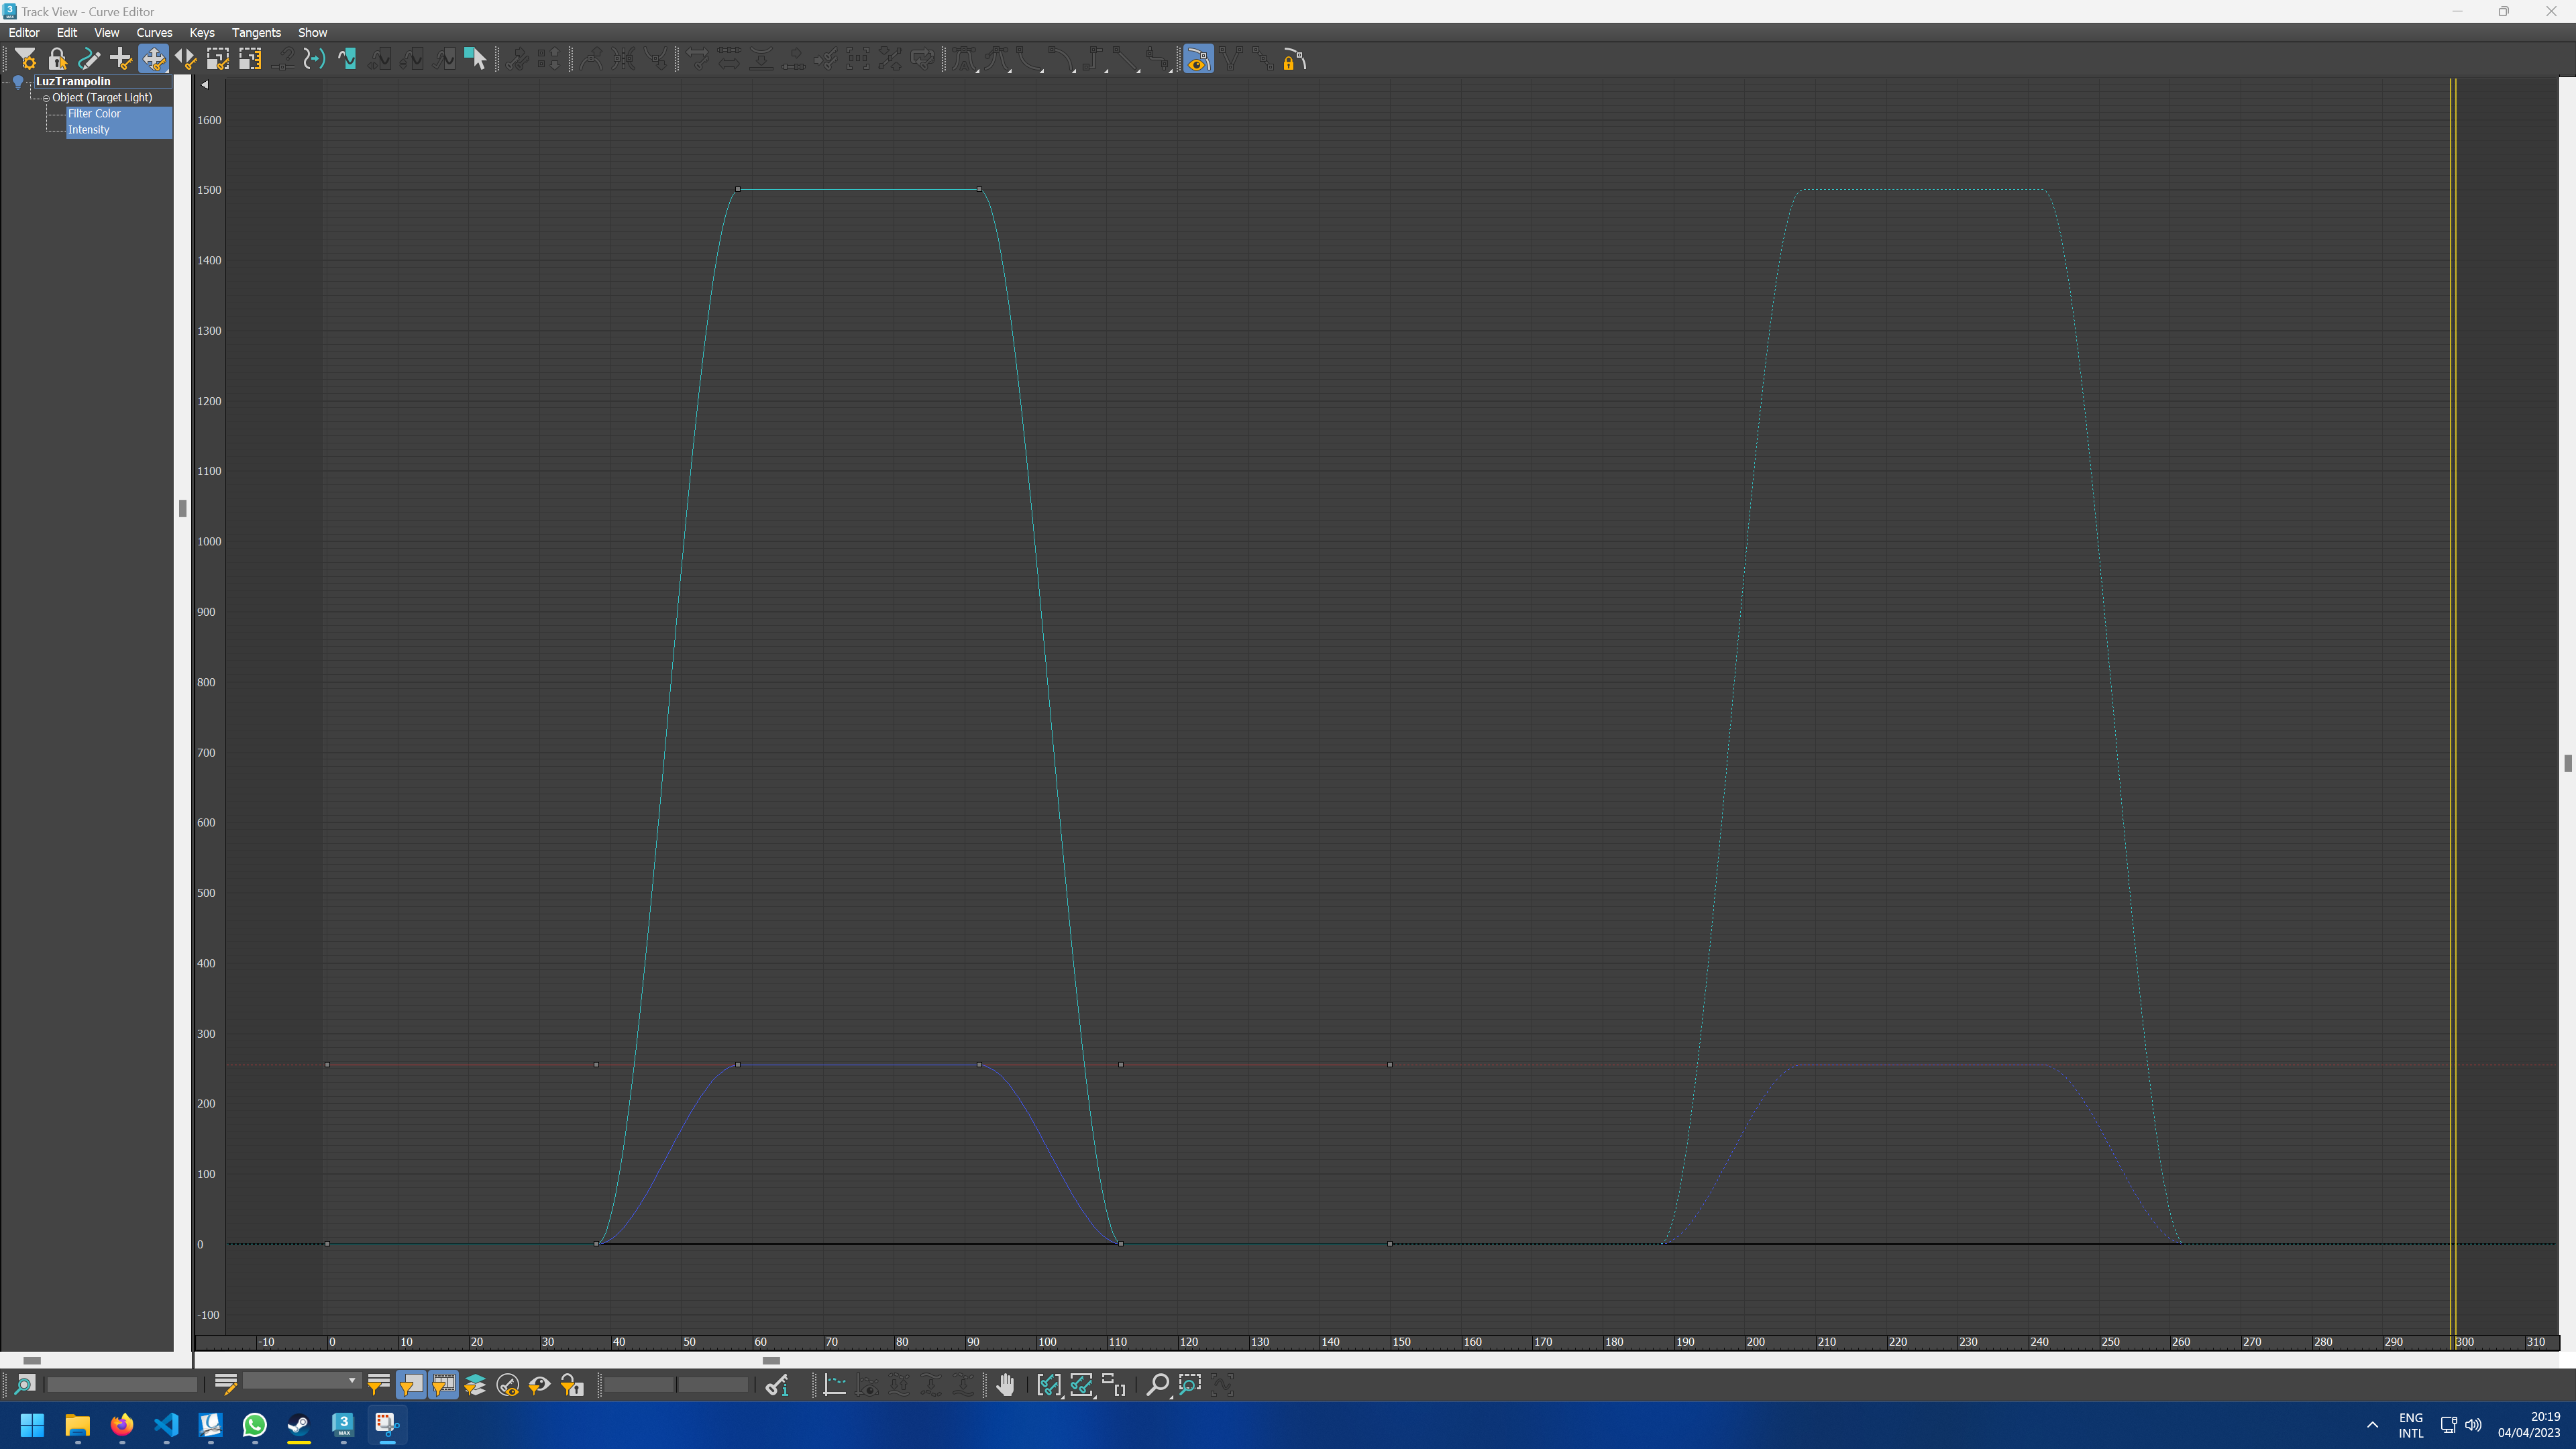 Track View - Curve Editor
Editor Edit View Curves Keys Tangents Show
LuzTrampolin
Object (Target Light)
Filter Color
Intensity
1600
1500
1400
1300
1200
1100
1000
900
800
700
600
500
400
300
200
100
0
-100
-10 0 10 20 30 40 50 60 70 80 90 100 110 120 130 140 150 160 170 180 190 200 210 220 230 240 250 260 270 280 290 300 310
ENG
INTL
20:19
04/04/2023